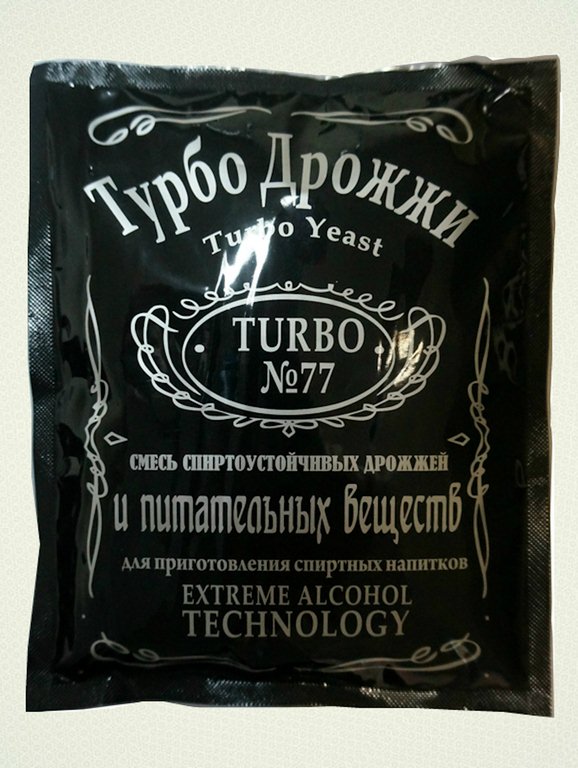 Турбо Дрожжи
Turbo Yeast
TURBO
№77
СМЕСЬ СПИРТОУСТОЙЧИВЫХ ДРОЖЖЕЙ
и питательных веществ
для приготовления спиртных напитков
EXTREME ALCOHOL
TECHNOLOGY